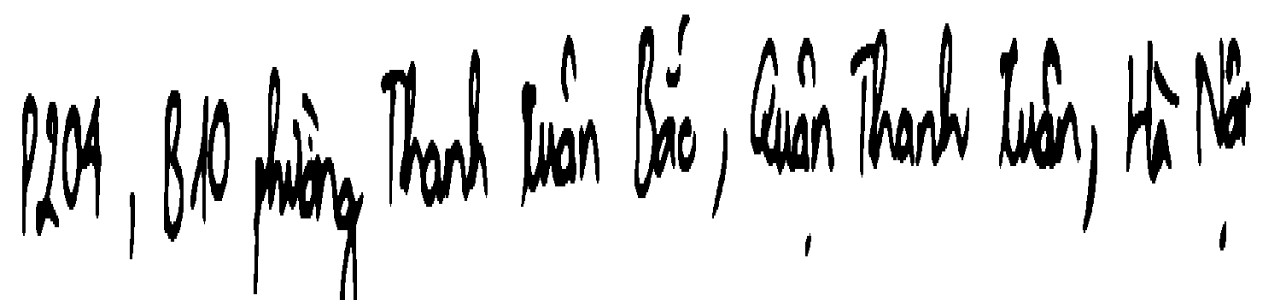 P204, B10 phường Thanh Xuân Bắc, Quận Thanh Xuân, Hà Nội